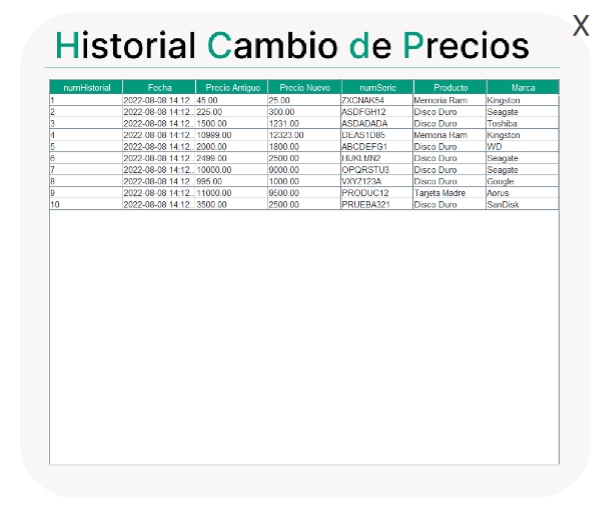 X
Historial Cambio de Precios
numHistorial Fecha Precio Antiguo Precio Nuevo numSerie Producto Marca
1 2022-08-08 14:12... 45.00 25.00 ZXCNAK54 Memoria Ram Kingston
2 2022-08-08 14:12... 225.00 300.00 ASDFGH12 Disco Duro Seagate
3 2022-08-08 14:12... 1500.00 1231.00 ASDADADA Disco Duro Toshiba
4 2022-08-08 14:12... 10999.00 12323.00 DEAS1D85 Memoria Ram Kingston
5 2022-08-08 14:12... 2000.00 1800.00 ABCDEFG1 Disco Duro WD
6 2022-08-08 14:12... 2499.00 2500.00 HIJKLMN2 Disco Duro Seagate
7 2022-08-08 14:12... 10000.00 9000.00 OPQRSTU3 Disco Duro Seagate
8 2022-08-08 14:12... 995.00 1000.00 VXYZ123A Disco Duro Google
9 2022-08-08 14:12... 11000.00 9500.00 PRODUC12 Tarjeta Madre Aorus
10 2022-08-08 14:12... 3500.00 2500.00 PRUEBA321 Disco Duro SanDisk